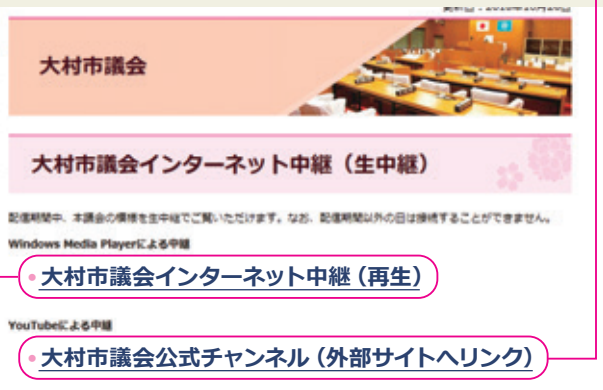 大村市議会
大村市議会インターネット中継（生中継）
配信期間中、本議会の模様を生中継でご覧いただけます。なお、配信期間以外の日は接続することができません。
Windows Media Playerによる中継
・大村市議会インターネット中継（再生）
YouTubeによる中継
・大村市議会公式チャンネル（外部サイトへリンク）